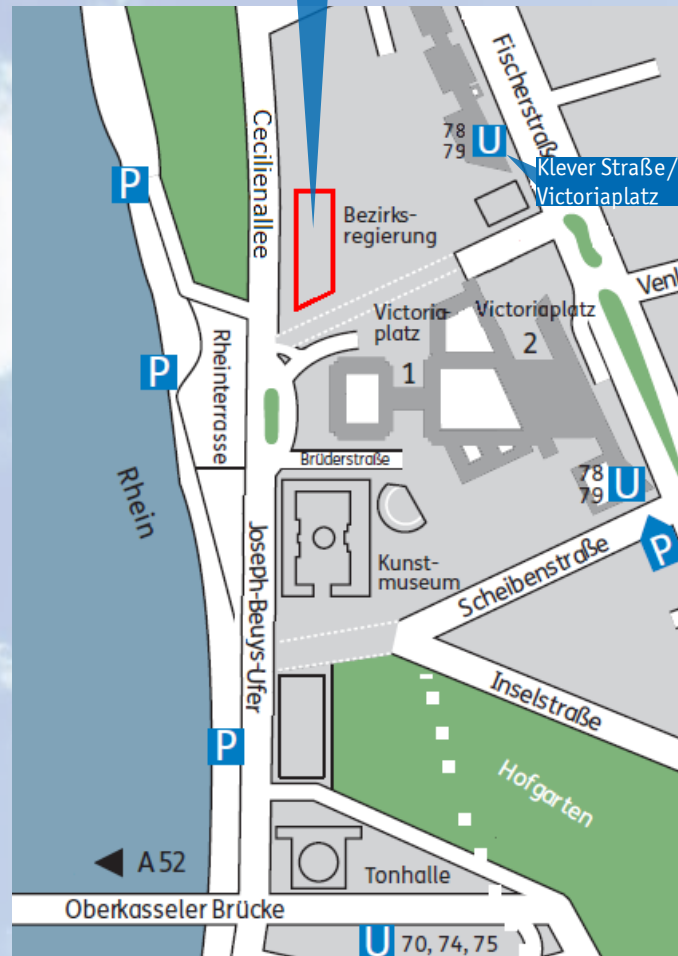 Fischerstraße
78
79
U
Klever Straße/
Victoriaplatz
Cecilienallee
P
Bezirks-
regierung
Victoria-
platz
Victoriaplatz
1
2
Rheinterrasse
P
Brüderstraße
78
79
U
P
Rhein
Joseph-Beuys-Ufer
Kunst-
museum
Scheibenstraße
Inselstraße
P
Hofgarten
A 52
Tonhalle
Oberkasseler Brücke
U 70, 74, 75